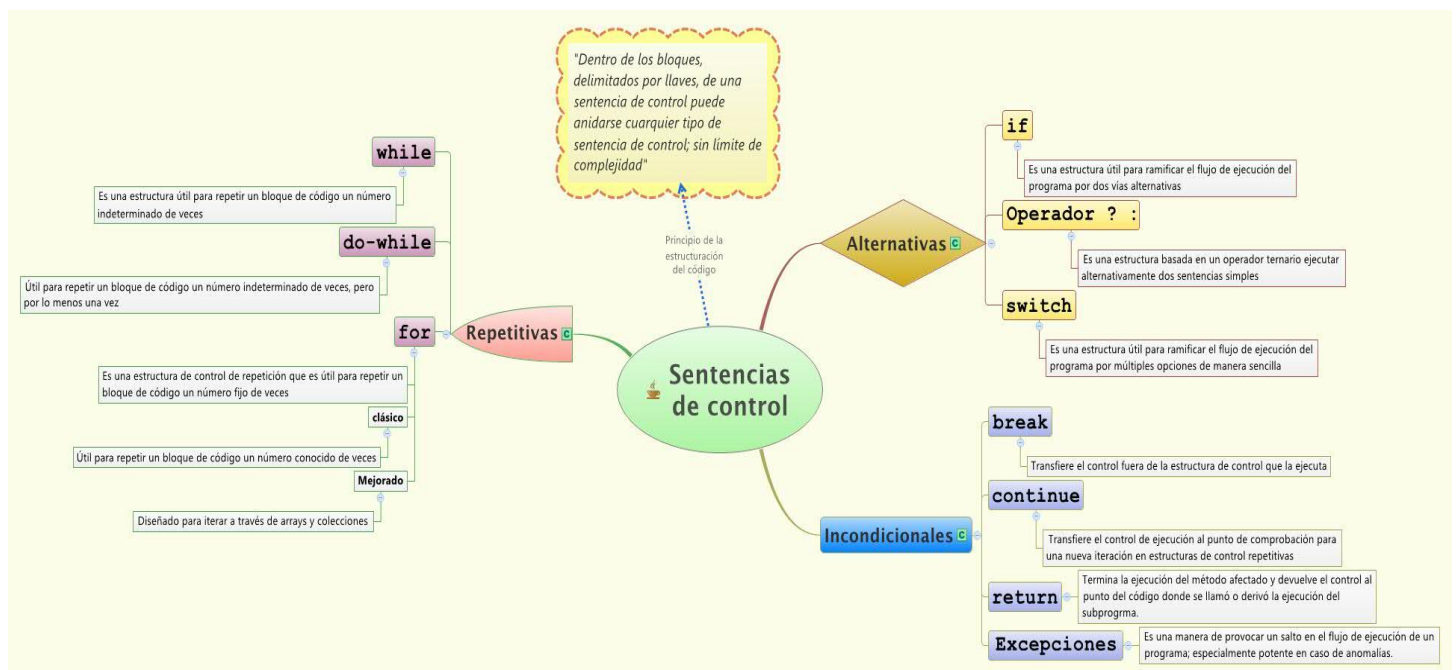 "Dentro de los bloques,
delimitados por llaves, de una
sentencia de control puede
anidarse cuarquier tipo de
sentencia de control; sin límite de
complejidad"
Principio de la
estructuración
del código
Sentencias
de control
Repetitivas
while
Es una estructura útil para repetir un bloque de código un número
indeterminado de veces
do-while
Útil para repetir un bloque de código un número indeterminado de veces, pero
por lo menos una vez
for
Es una estructura de control de repetición que es útil para repetir un
bloque de código un número fijo de veces
clásico
Útil para repetir un bloque de código un número conocido de veces
Mejorado
Diseñado para iterar a través de arrays y colecciones
Alternativas
if
Es una estructura útil para ramificar el flujo de ejecución del
programa por dos vías alternativas
Operador ? :
Es una estructura basada en un operador ternario ejecutar
alternativamente dos sentencias simples
switch
Es una estructura útil para ramificar el flujo de ejecución del
programa por múltiples opciones de manera sencilla
Incondicionales
break
Transfiere el control fuera de la estructura de control que la ejecuta
continue
Transfiere el control de ejecución al punto de comprobación para
una nueva iteración en estructuras de control repetitivas
return
Termina la ejecución del método afectado y devuelve el control al
punto del código donde se llamó o derivó la ejecución del
subprogrma.
Excepciones
Es una manera de provocar un salto en el flujo de ejecución de un
programa; especialmente potente en caso de anomalías.